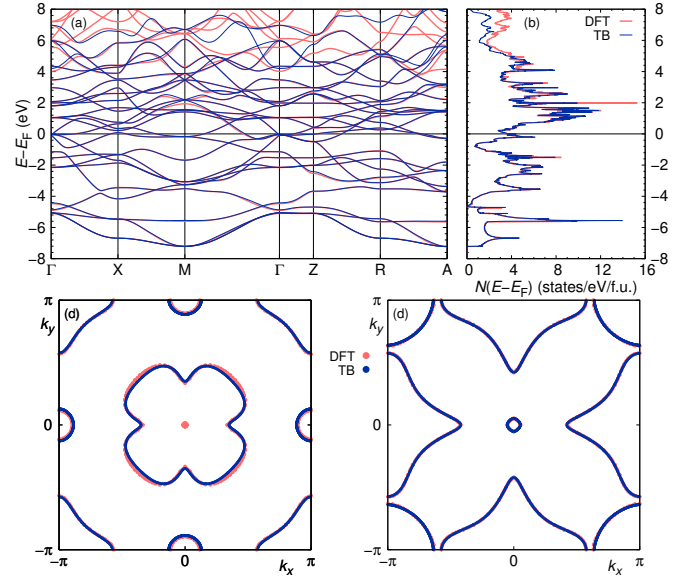 (a)
(b)
DFT
TB
E–E_F (eV)
8
6
4
2
0
−2
−4
−6
−8
Γ X M Γ Z R A
8
6
4
2
0
−2
−4
−6
−8
0 4 8 12 16
N(E−E_F) (states/eV/f.u.)
(d)
π
k_y
0
−π
−π 0 π
k_x
DFT
TB
(d)
π
k_y
0
−π
−π 0 π
k_x